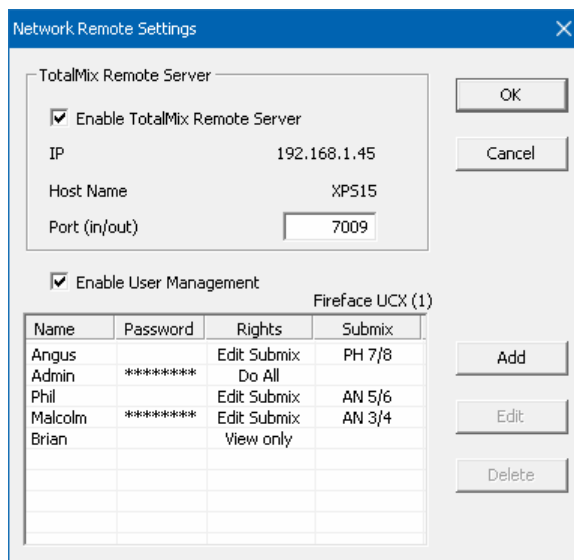 Network Remote Settings
TotalMix Remote Server
OK
Enable TotalMix Remote Server
IP 192.168.1.45
Cancel
Host Name XPS15
Port (in/out) 7009
Enable User Management
Fireface UCX (1)
Name Password Rights Submix
Angus Edit Submix PH 7/8
Add
Admin ******** Do All
Phil Edit Submix AN 5/6
Malcolm ******** Edit Submix AN 3/4
Edit
Brian View only
Delete